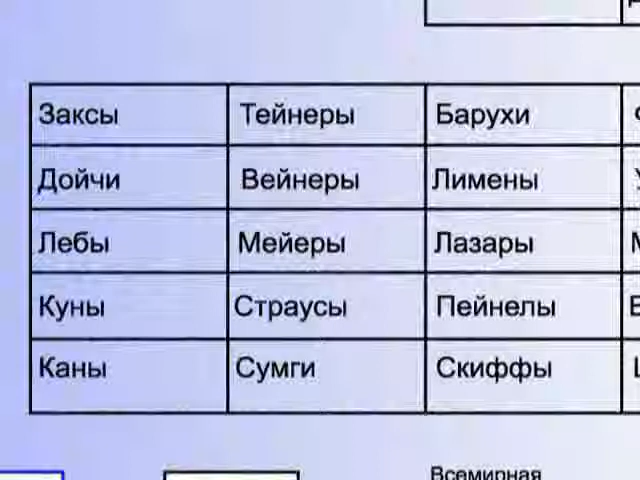 Заксы Тейнеры Барухи
Дойчи Вейнеры Лимены
Лебы Мейеры Лазары
Куны Страусы Пейнелы
Каны Сумги Скиффы
Всемирная